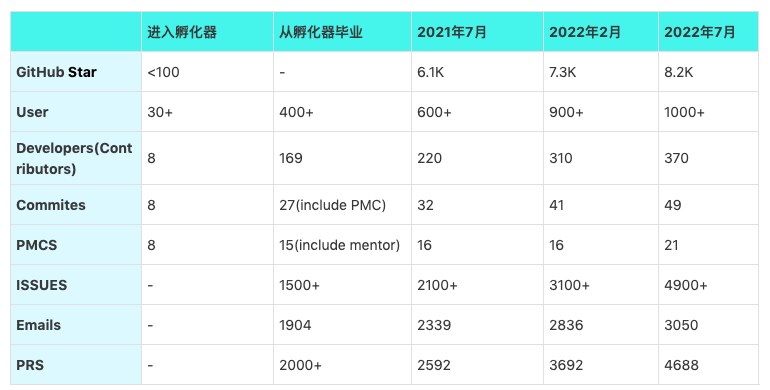 进入孵化器 从孵化器毕业 2021年7月 2022年2月 2022年7月
GitHub Star <100 - 6.1K 7.3K 8.2K
User 30+ 400+ 600+ 900+ 1000+
Developers(Cont
ributors) 8 169 220 310 370
Commites 8 27(include PMC) 32 41 49
PMCS 8 15(include mentor) 16 16 21
ISSUES - 1500+ 2100+ 3100+ 4900+
Emails - 1904 2339 2836 3050
PRS - 2000+ 2592 3692 4688